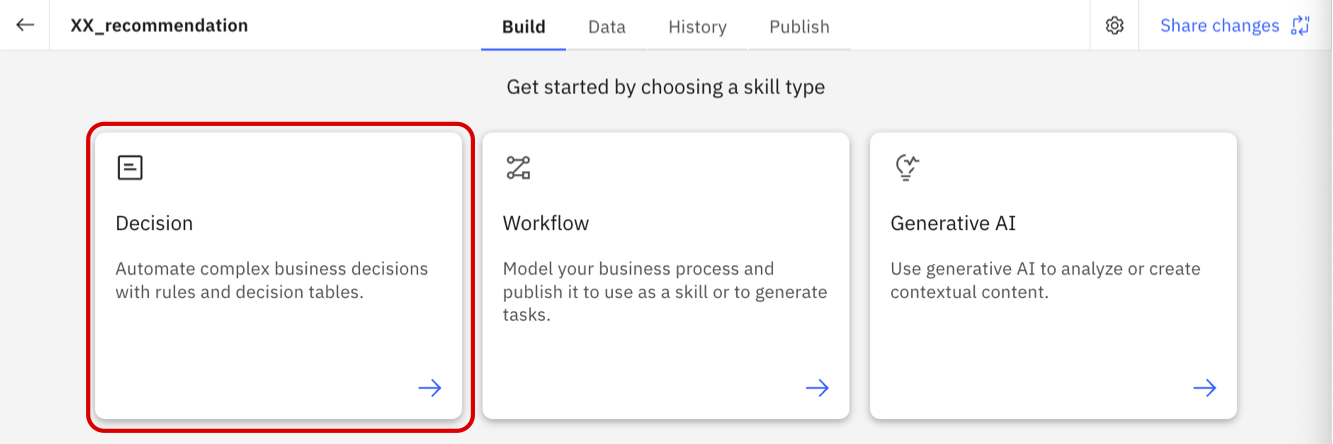 XX_recommendation
Build
Data
History
Publish
Share changes
Get started by choosing a skill type
Decision
Automate complex business decisions
with rules and decision tables.
Workflow
Model your business process and
publish it to use as a skill or to generate
tasks.
Generative AI
Use generative AI to analyze or create
contextual content.